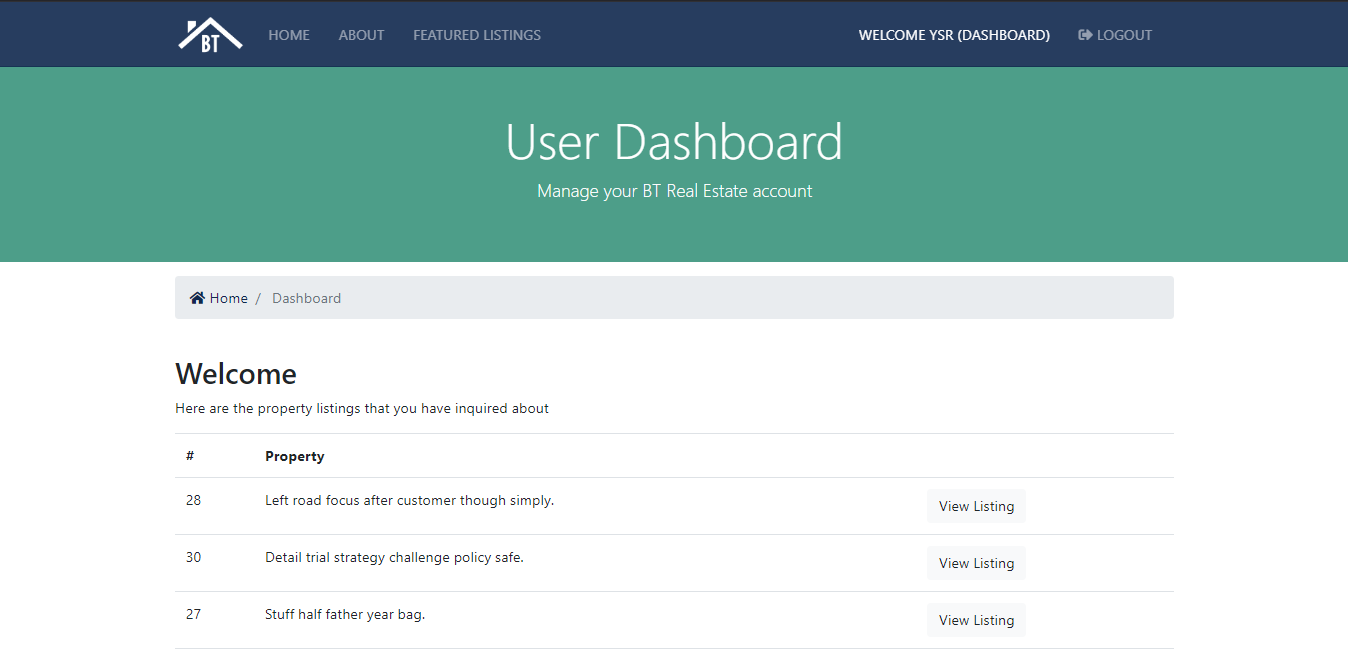 BT HOME ABOUT FEATURED LISTINGS WELCOME YSR (DASHBOARD) LOGOUT
User Dashboard
Manage your BT Real Estate account
Home / Dashboard
Welcome
Here are the property listings that you have inquired about
# Property
28 Left road focus after customer though simply. View Listing
30 Detail trial strategy challenge policy safe. View Listing
27 Stuff half father year bag. View Listing